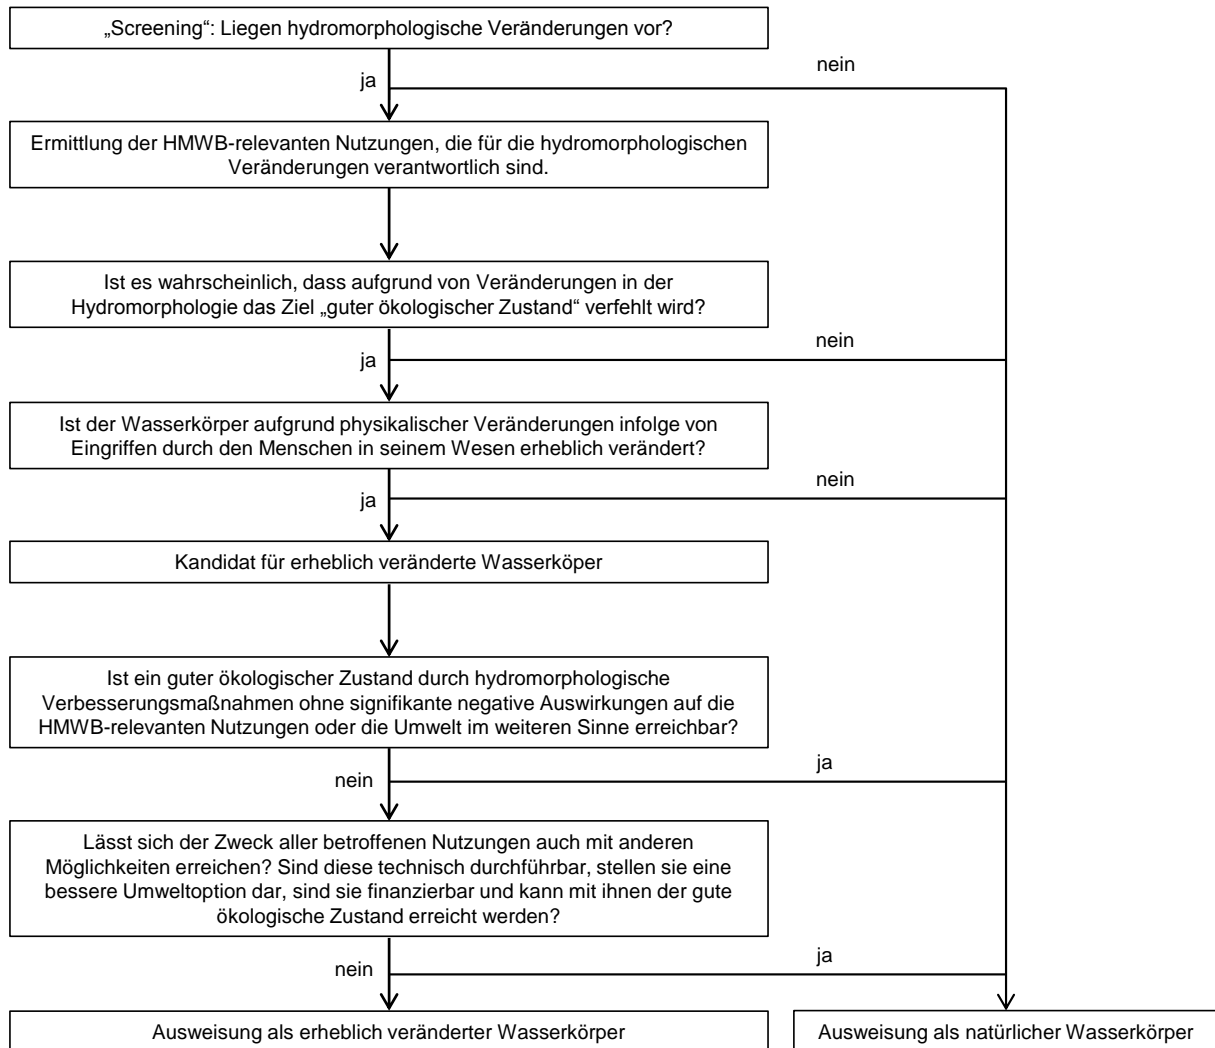 „Screening“: Liegen hydromorphologische Veränderungen vor?
nein
ja
Ermittlung der HMWB-relevanten Nutzungen, die für die hydromorphologischen
Veränderungen verantwortlich sind.
Ist es wahrscheinlich, dass aufgrund von Veränderungen in der
Hydromorphologie das Ziel „guter ökologischer Zustand“ verfehlt wird?
nein
ja
Ist der Wasserkörper aufgrund physikalischer Veränderungen infolge von
Eingriffen durch den Menschen in seinem Wesen erheblich verändert?
nein
ja
Kandidat für erheblich veränderte Wasserköper
Ist ein guter ökologischer Zustand durch hydromorphologische
Verbesserungsmaßnahmen ohne signifikante negative Auswirkungen auf die
HMWB-relevanten Nutzungen oder die Umwelt im weiteren Sinne erreichbar?
ja
nein
Lässt sich der Zweck aller betroffenen Nutzungen auch mit anderen
Möglichkeiten erreichen? Sind diese technisch durchführbar, stellen sie eine
bessere Umweltoption dar, sind sie finanzierbar und kann mit ihnen der gute
ökologische Zustand erreicht werden?
ja
nein
Ausweisung als erheblich veränderter Wasserkörper
Ausweisung als natürlicher Wasserkörper